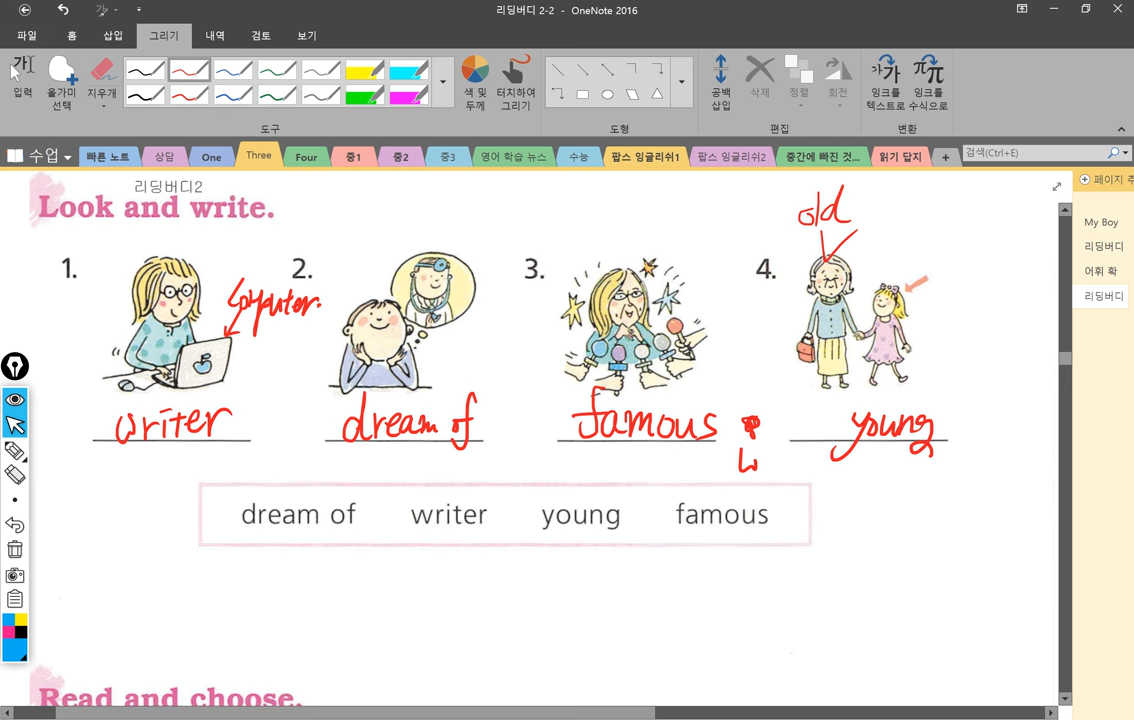 리딩버디 2-2 - OneNote 2016
파일 홈 삽입 그리기 내역 검토 보기
입력
올가미
선택
지우개
색 및
두께
터치하여
그리기
공백
삽입
삭제
정렬
회전
잉크를
텍스트로
잉크를
수식으로
도구
도형
편집
변환
수업
빠른 노트 상담 One Three Four 중1 중2 중3 영어 학습 뉴스 수능 팝스 잉글리쉬1 팝스 잉글리쉬2 중간에 빠진 것... 읽기 답지 +
검색(Ctrl+E)
페이지 추
My Boy
리딩버디
어휘 확
리딩버디
리딩버디2
Look and write.
old
1. 2. 3. 4.
computer.
writer dream of famous young
dream of writer young famous
Read and choose.